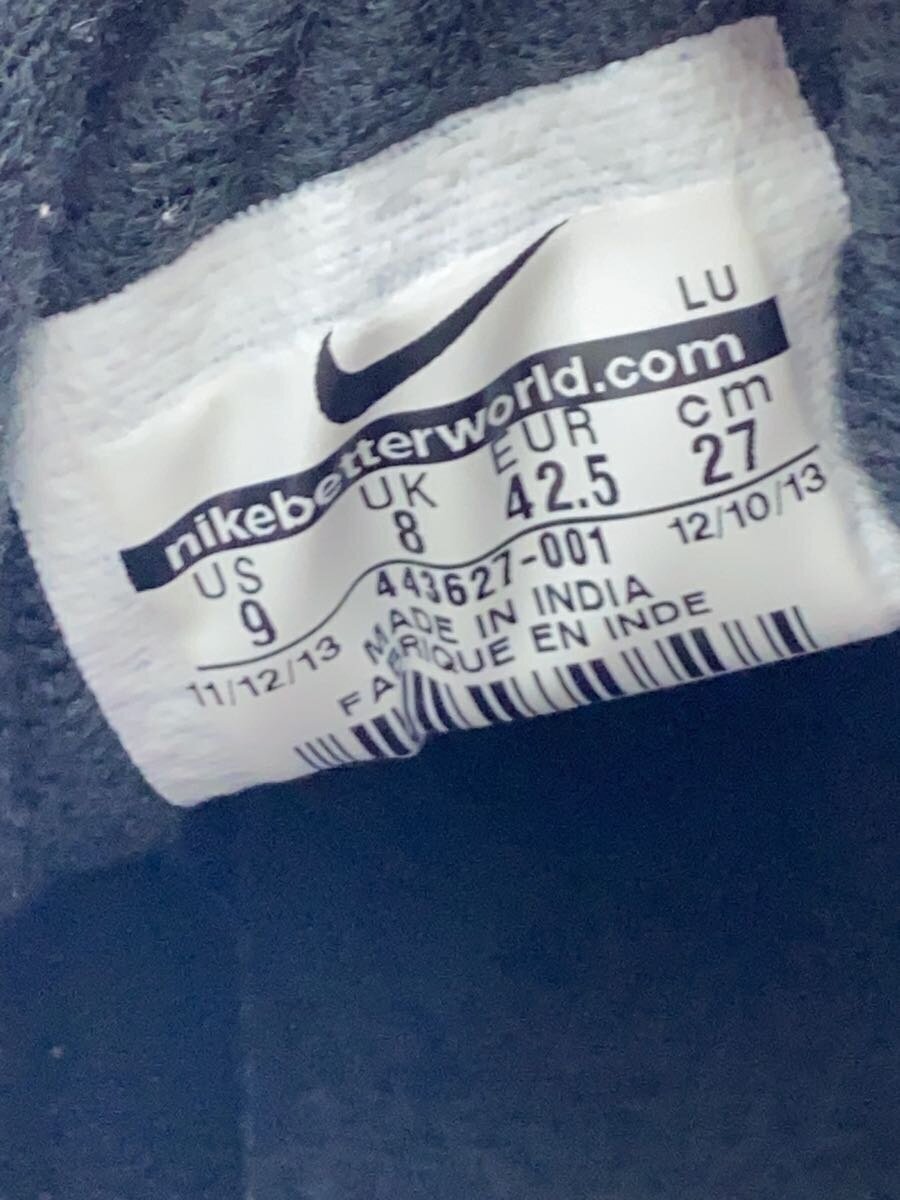 LU
nikebetterworld.com
US UK EUR cm
9 8 42.5 27
11/12/13 443627-001 12/10/13
MADE IN INDIA
FABRIQUE EN INDE